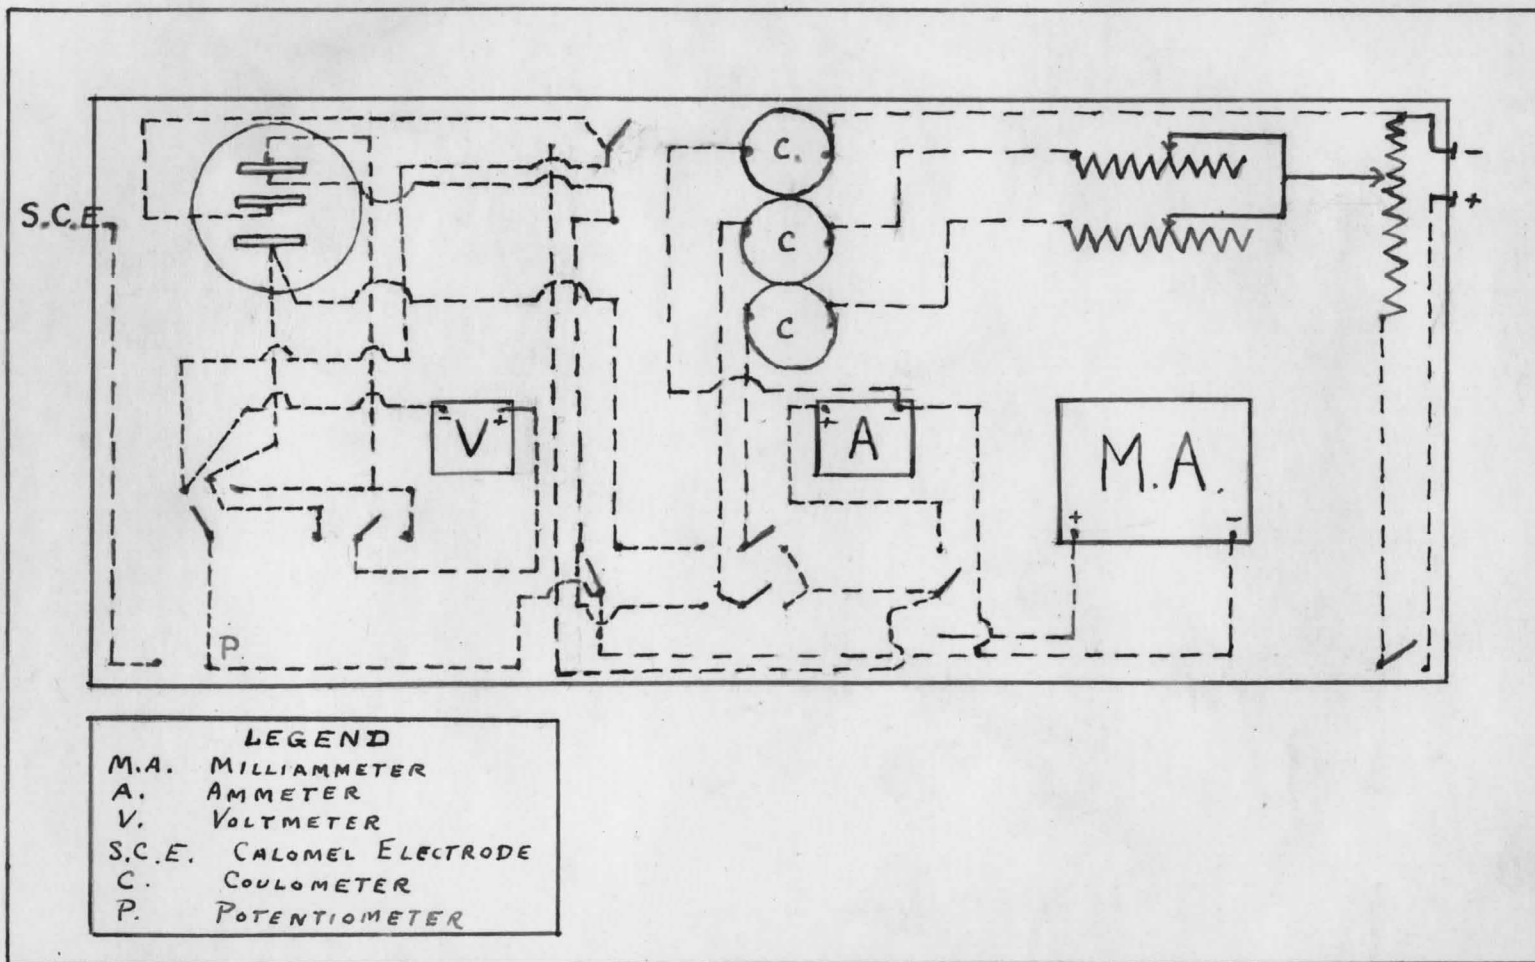 C.
-
S.C.E.
+
C
C
- V +
+ A -
M.A.
+ -
P
LEGEND
M.A. MILLIAMMETER
A. AMMETER
V. VOLTMETER
S.C.E. CALOMEL ELECTRODE
C. COULOMETER
P. POTENTIOMETER